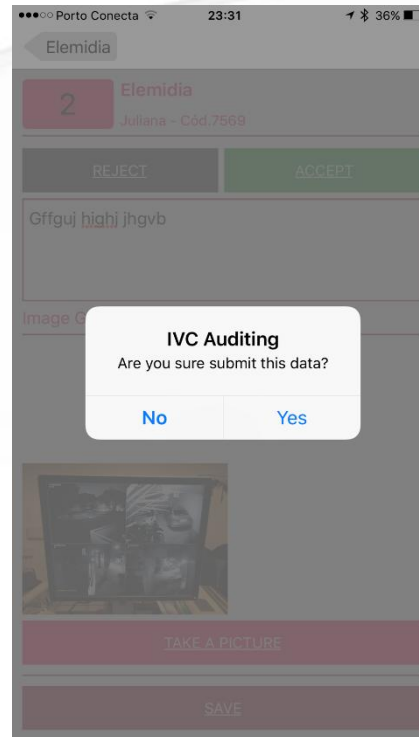 Porto Conecta 23:31 36%
Elemidia
2
Elemidia
Juliana - Cód.7569
REJECT ACCEPT
Gffguj highj jhgvb
Image G
IVC Auditing
Are you sure submit this data?
No Yes
TAKE A PICTURE
SAVE